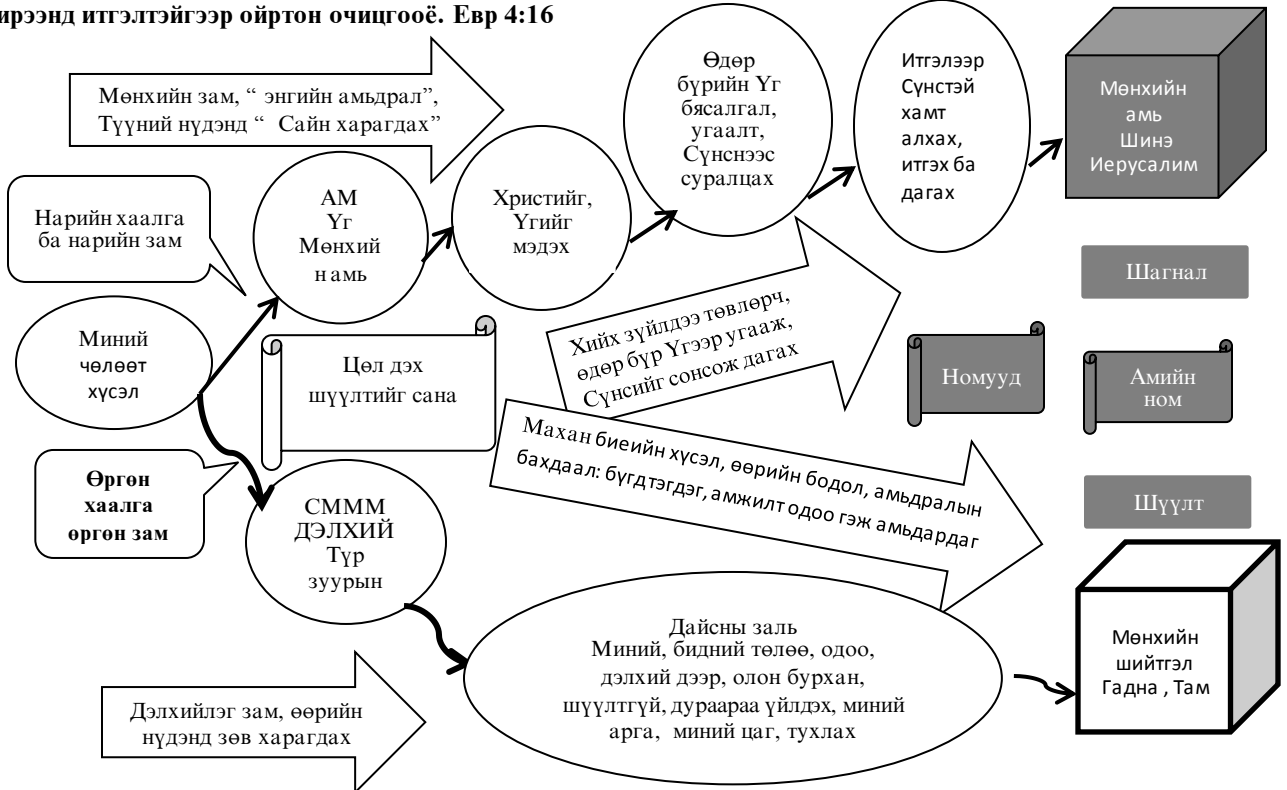 ирээнд итгэлтэйгээр ойртон очицгооё. Евр 4:16
Мөнхийн зам, “ энгийн амьдрал”,
Түүний нүдэнд “ Сайн харагдах”
Өдөр
бүрийн Үг
бясалгал,
угаалт,
Сүнснээс
суралцах
Итгэлээр
Сүнстэй
хамт
алхах,
итгэх ба
дагах
Мөнхийн
амь
Шинэ
Иерусалим
Нарийн хаалга
ба нарийн зам
АМ
Үг
Мөнхий
н амь
Христийг,
Үгийг
мэдэх
Шагнал
Миний
чөлөөт
хүсэл
Цөл дэх
шүүлтийг сана
Хийх зүйлдээ төвлөрч,
өдөр бүр Үгээр угааж,
Сүнсийг сонсож дагах
Номууд
Амийн
ном
Махан биеийн хүсэл, өөрийн бодол, амьдралын
бахдаал: бүгдтэгдэг, амжилт одоо гэж амьдардаг
Өргөн
хаалга
өргөн зам
СМММ
ДЭЛХИЙ
Түр
зуурын
Шүүлт
Дайсны заль
Миний, бидний төлөө, одоо,
дэлхий дээр, олон бурхан,
шүүлтгүй, дураараа үйлдэх, миний
арга, миний цаг, тухлах
Мөнхийн
шийтгэл
Гадна , Там
Дэлхийлэг зам, өөрийн
нүдэнд зөв харагдах